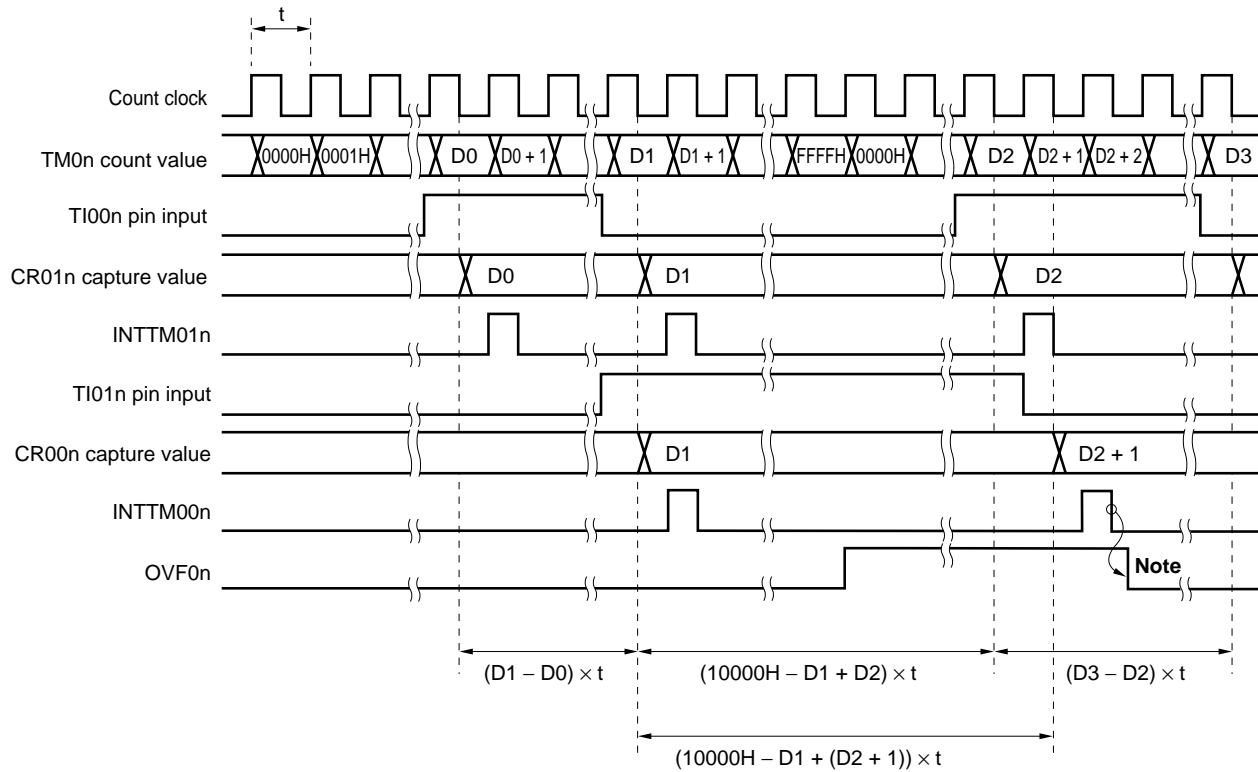 t
Count clock
TM0n count value 0000H 0001H D0 D0 + 1 D1 D1 + 1 FFFFH 0000H D2 D2 + 1 D2 + 2 D3
TI00n pin input
CR01n capture value D0 D1 D2
INTTM01n
TI01n pin input
CR00n capture value D1 D2 + 1
INTTM00n
OVF0n Note
(D1 – D0) × t (10000H – D1 + D2) × t (D3 – D2) × t
(10000H – D1 + (D2 + 1)) × t